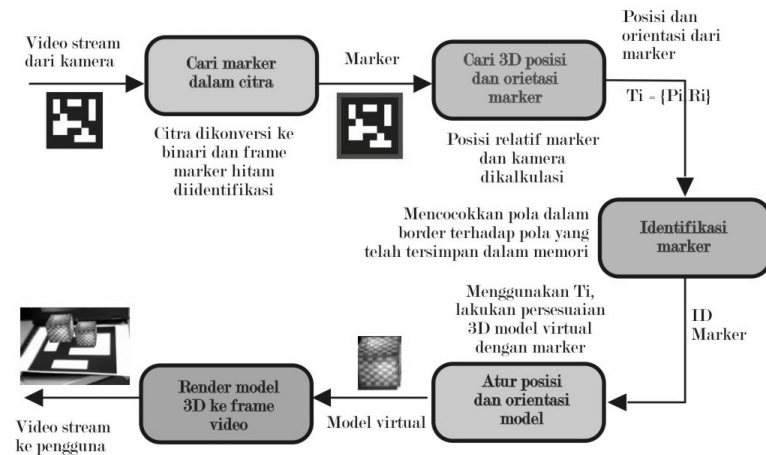 Video stream
dari kamera
Cari marker
dalam citra
Citra dikonversi ke
binari dan frame
marker hitam
diidentifikasi
Marker
Cari 3D posisi
dan orietasi
marker
Posisi relatif marker
dan kamera
dikalkulasi
Posisi dan
orientasi dari
marker
Ti = {Pi,Ri}
Identifikasi
marker
Mencocokkan pola dalam
border terhadap pola yang
telah tersimpan dalam memori
ID
Marker
Menggunakan Ti,
lakukan persesuaian
3D model virtual
dengan marker
Atur posisi
dan orientasi
model
Model virtual
Render model
3D ke frame
video
Video stream
ke pengguna